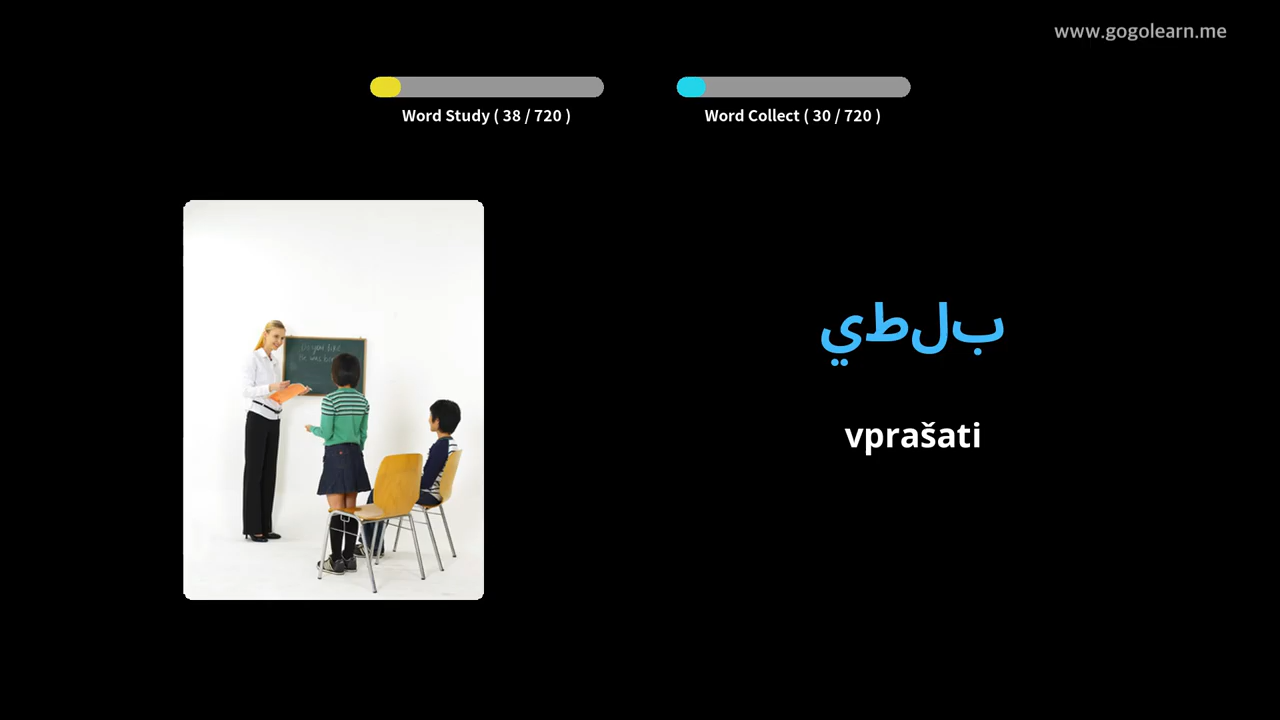 www.gogolearn.me
Word Study ( 38 / 720 )
Word Collect ( 30 / 720 )
بلطي
vprašati